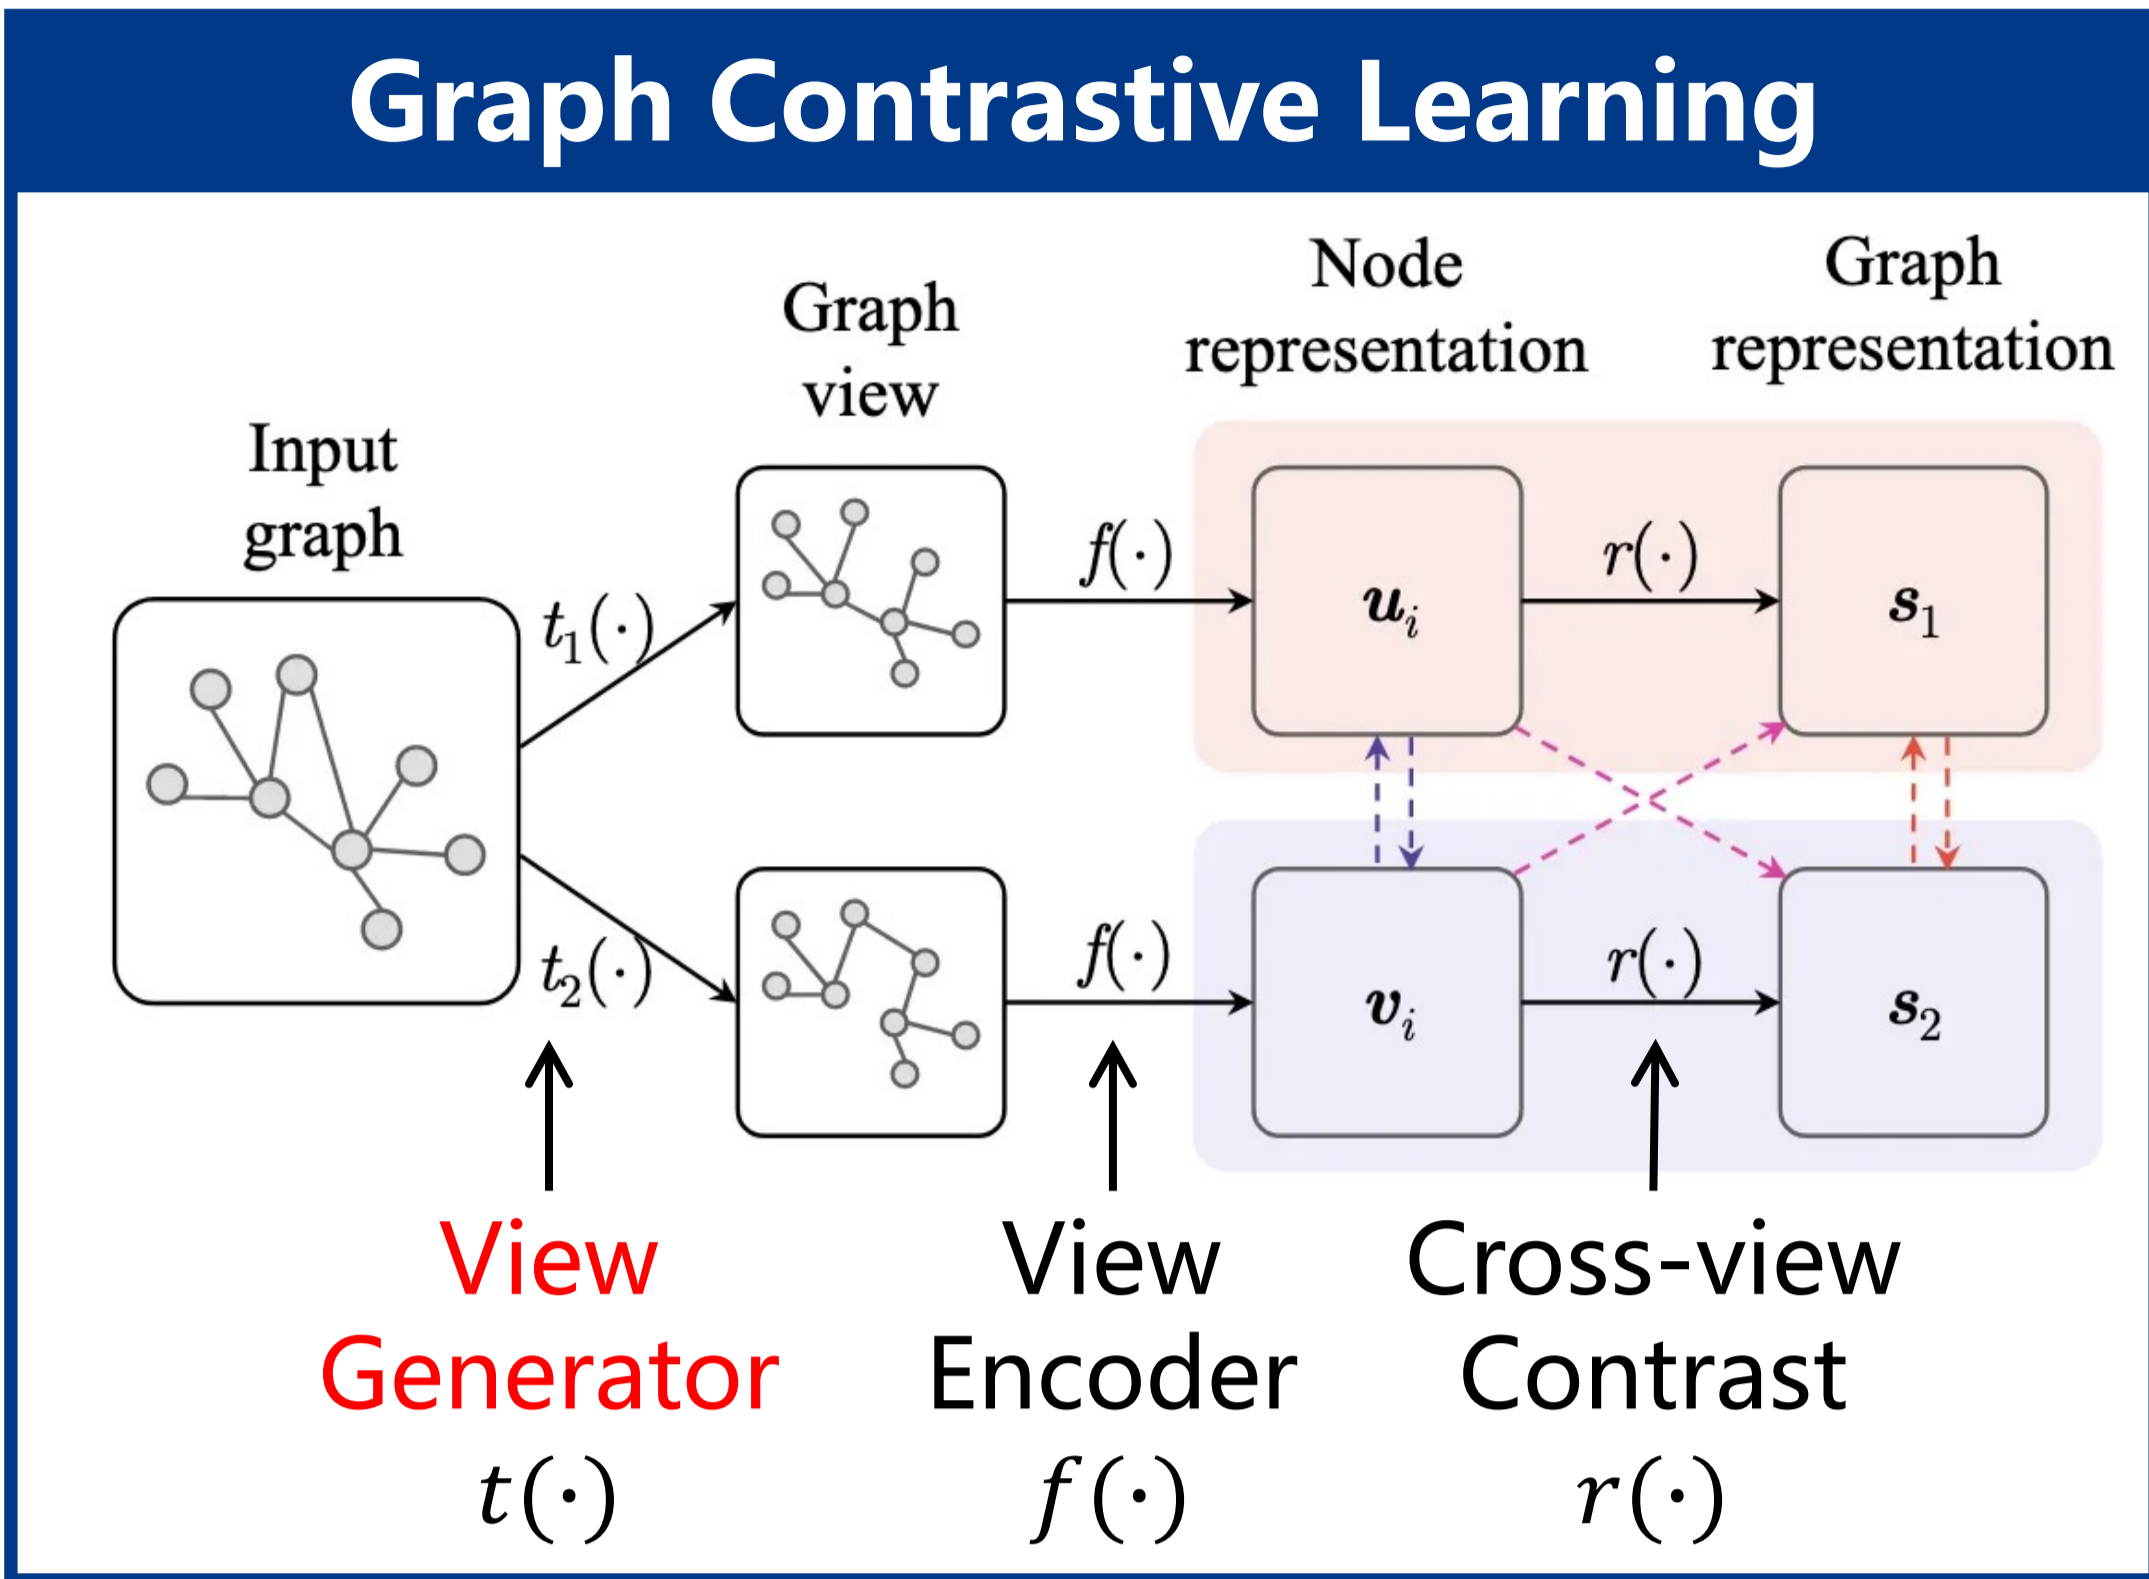 Graph Contrastive Learning
Input
graph
Graph
view
Node
representation
Graph
representation
t₁(·)
f(·)
uᵢ
r(·)
s₁
t₂(·)
f(·)
vᵢ
r(·)
s₂
View
Generator
t(·)
View
Encoder
f(·)
Cross-view
Contrast
r(·)